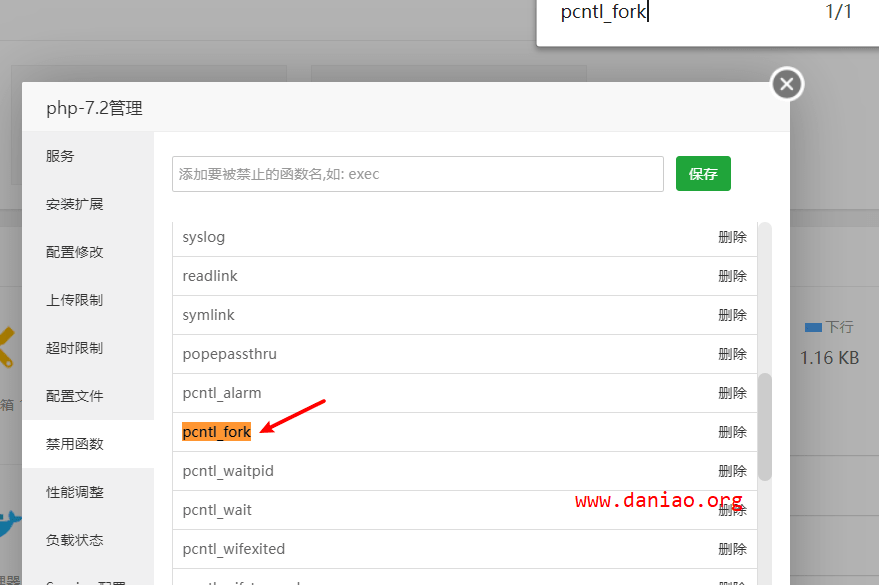 pcntl_fork 1/1
php-7.2管理
服务
安装扩展
配置修改
上传限制
超时限制
配置文件
禁用函数
性能调整
负载状态
添加要被禁止的函数名,如: exec 保存
syslog 删除
readlink 删除
symlink 删除
popepassthru 删除
pcntl_alarm 删除
pcntl_fork 删除
pcntl_waitpid 删除
pcntl_wait 删除
www.daniao.org
pcntl_wifexited 删除
下行
1.16 KB
箱